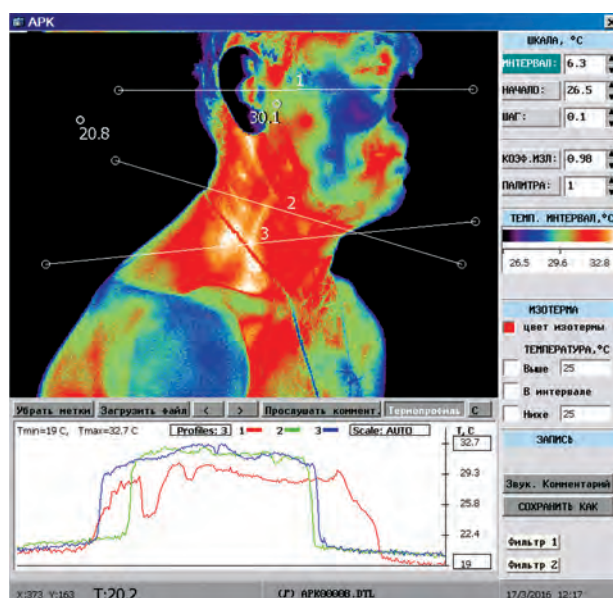 APK
ШКАЛА, °C
ИНТЕРВАЛ: 6.3
НАЧАЛО: 26.5
ШАГ: 0.1
КОЭФ.ИЗЛ: 0.98
ПАЛИТРА: 1
ТЕМП. ИНТЕРВАЛ,°C
26.5 29.6 32.8
1
30.1
20.8
2
3
ИЗОТЕРМА
цвет изотермы
ТЕМПЕРАТУРА,°C
Выше 25
В интервале
Ниже 25
Убрать метки Загрузить файл < > Прослушать коммент. Термопрофиль С
Tmin=19 C, Tmax=32.7 C Profiles: 3 1 2 3 Scale: AUTO T, C
32.7
29.3
25.8
22.4
19
ЗАПИСЬ
Звук. Комментарий
СОХРАНИТЬ КАК
Фильтр 1
Фильтр 2
X:373 Y:163 T:20.2 APK00008.DTL 17/3/2016 12:17